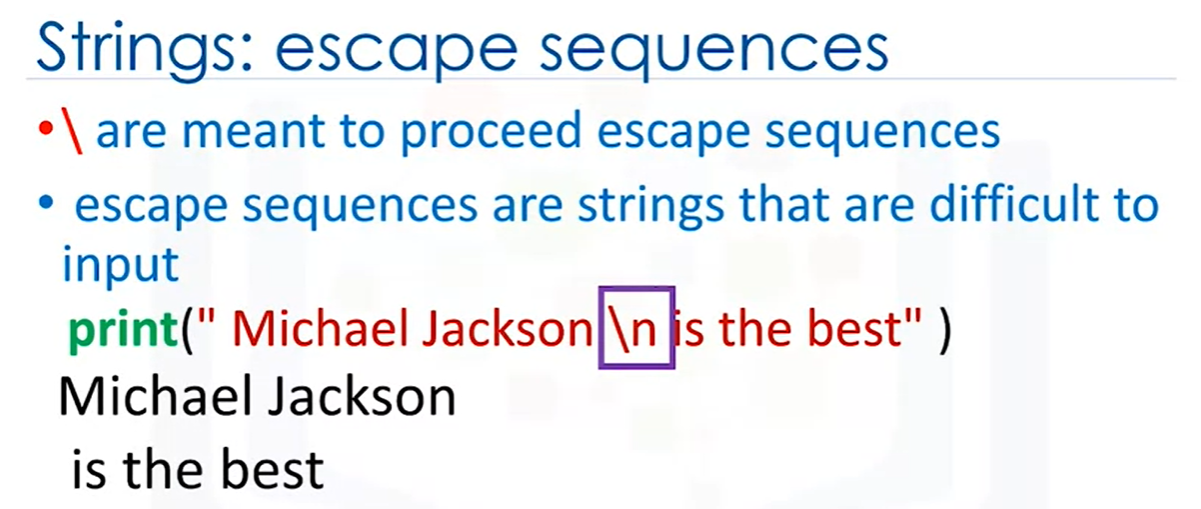 Strings: escape sequences
•\ are meant to proceed escape sequences
• escape sequences are strings that are difficult to
input
print(" Michael Jackson \n is the best" )
Michael Jackson
is the best